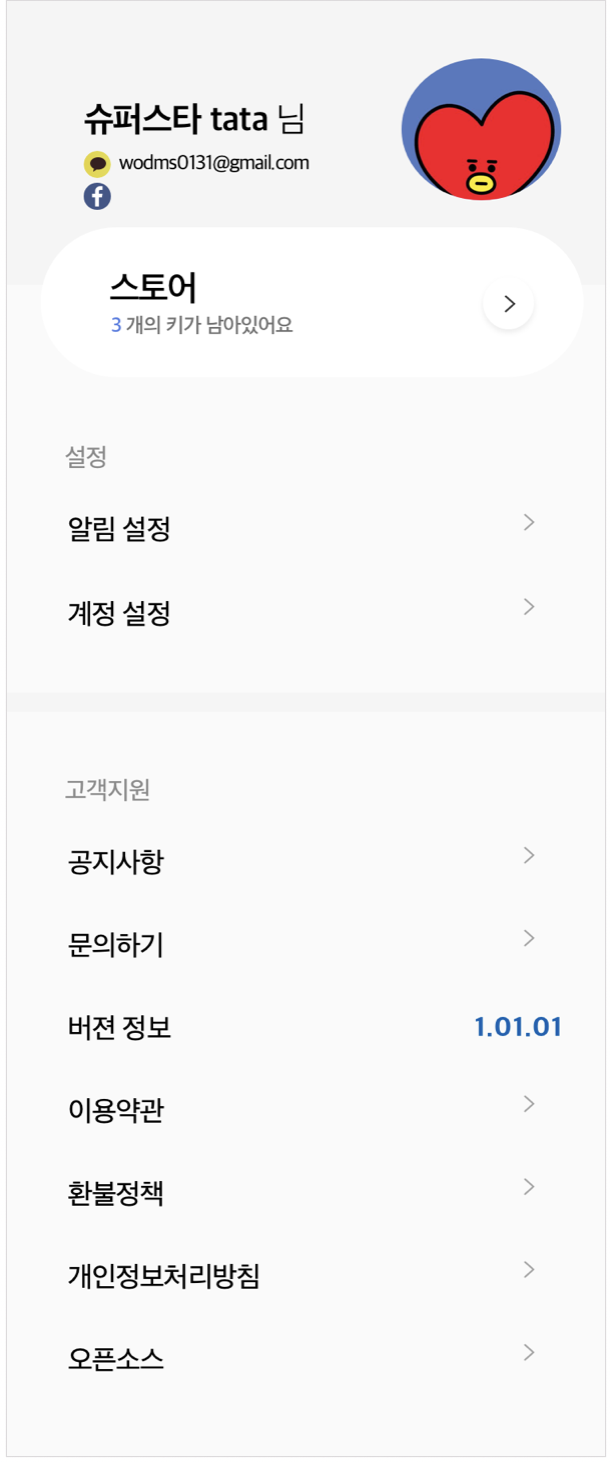 슈퍼스타 tata 님
wodms0131@gmail.com
스토어
3 개의 키가 남아있어요
설정
알림 설정
계정 설정
고객지원
공지사항
문의하기
버젼 정보
1.01.01
이용약관
환불정책
개인정보처리방침
오픈소스